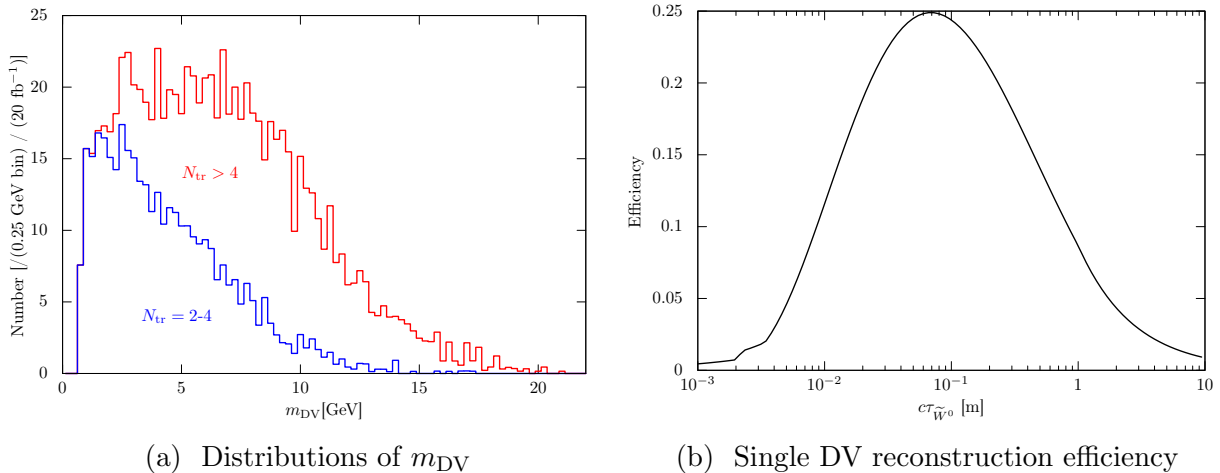 Number [/(0.25 GeV bin) / (20 fb⁻¹)]
25
20
15
10
5
0
N_tr > 4
N_tr = 2-4
0 5 10 15 20
m_DV[GeV]
(a) Distributions of m_DV
Efficiency
0.25
0.2
0.15
0.1
0.05
0
10⁻³ 10⁻² 10⁻¹ 1 10
cτ_W̃⁰ [m]
(b) Single DV reconstruction efficiency